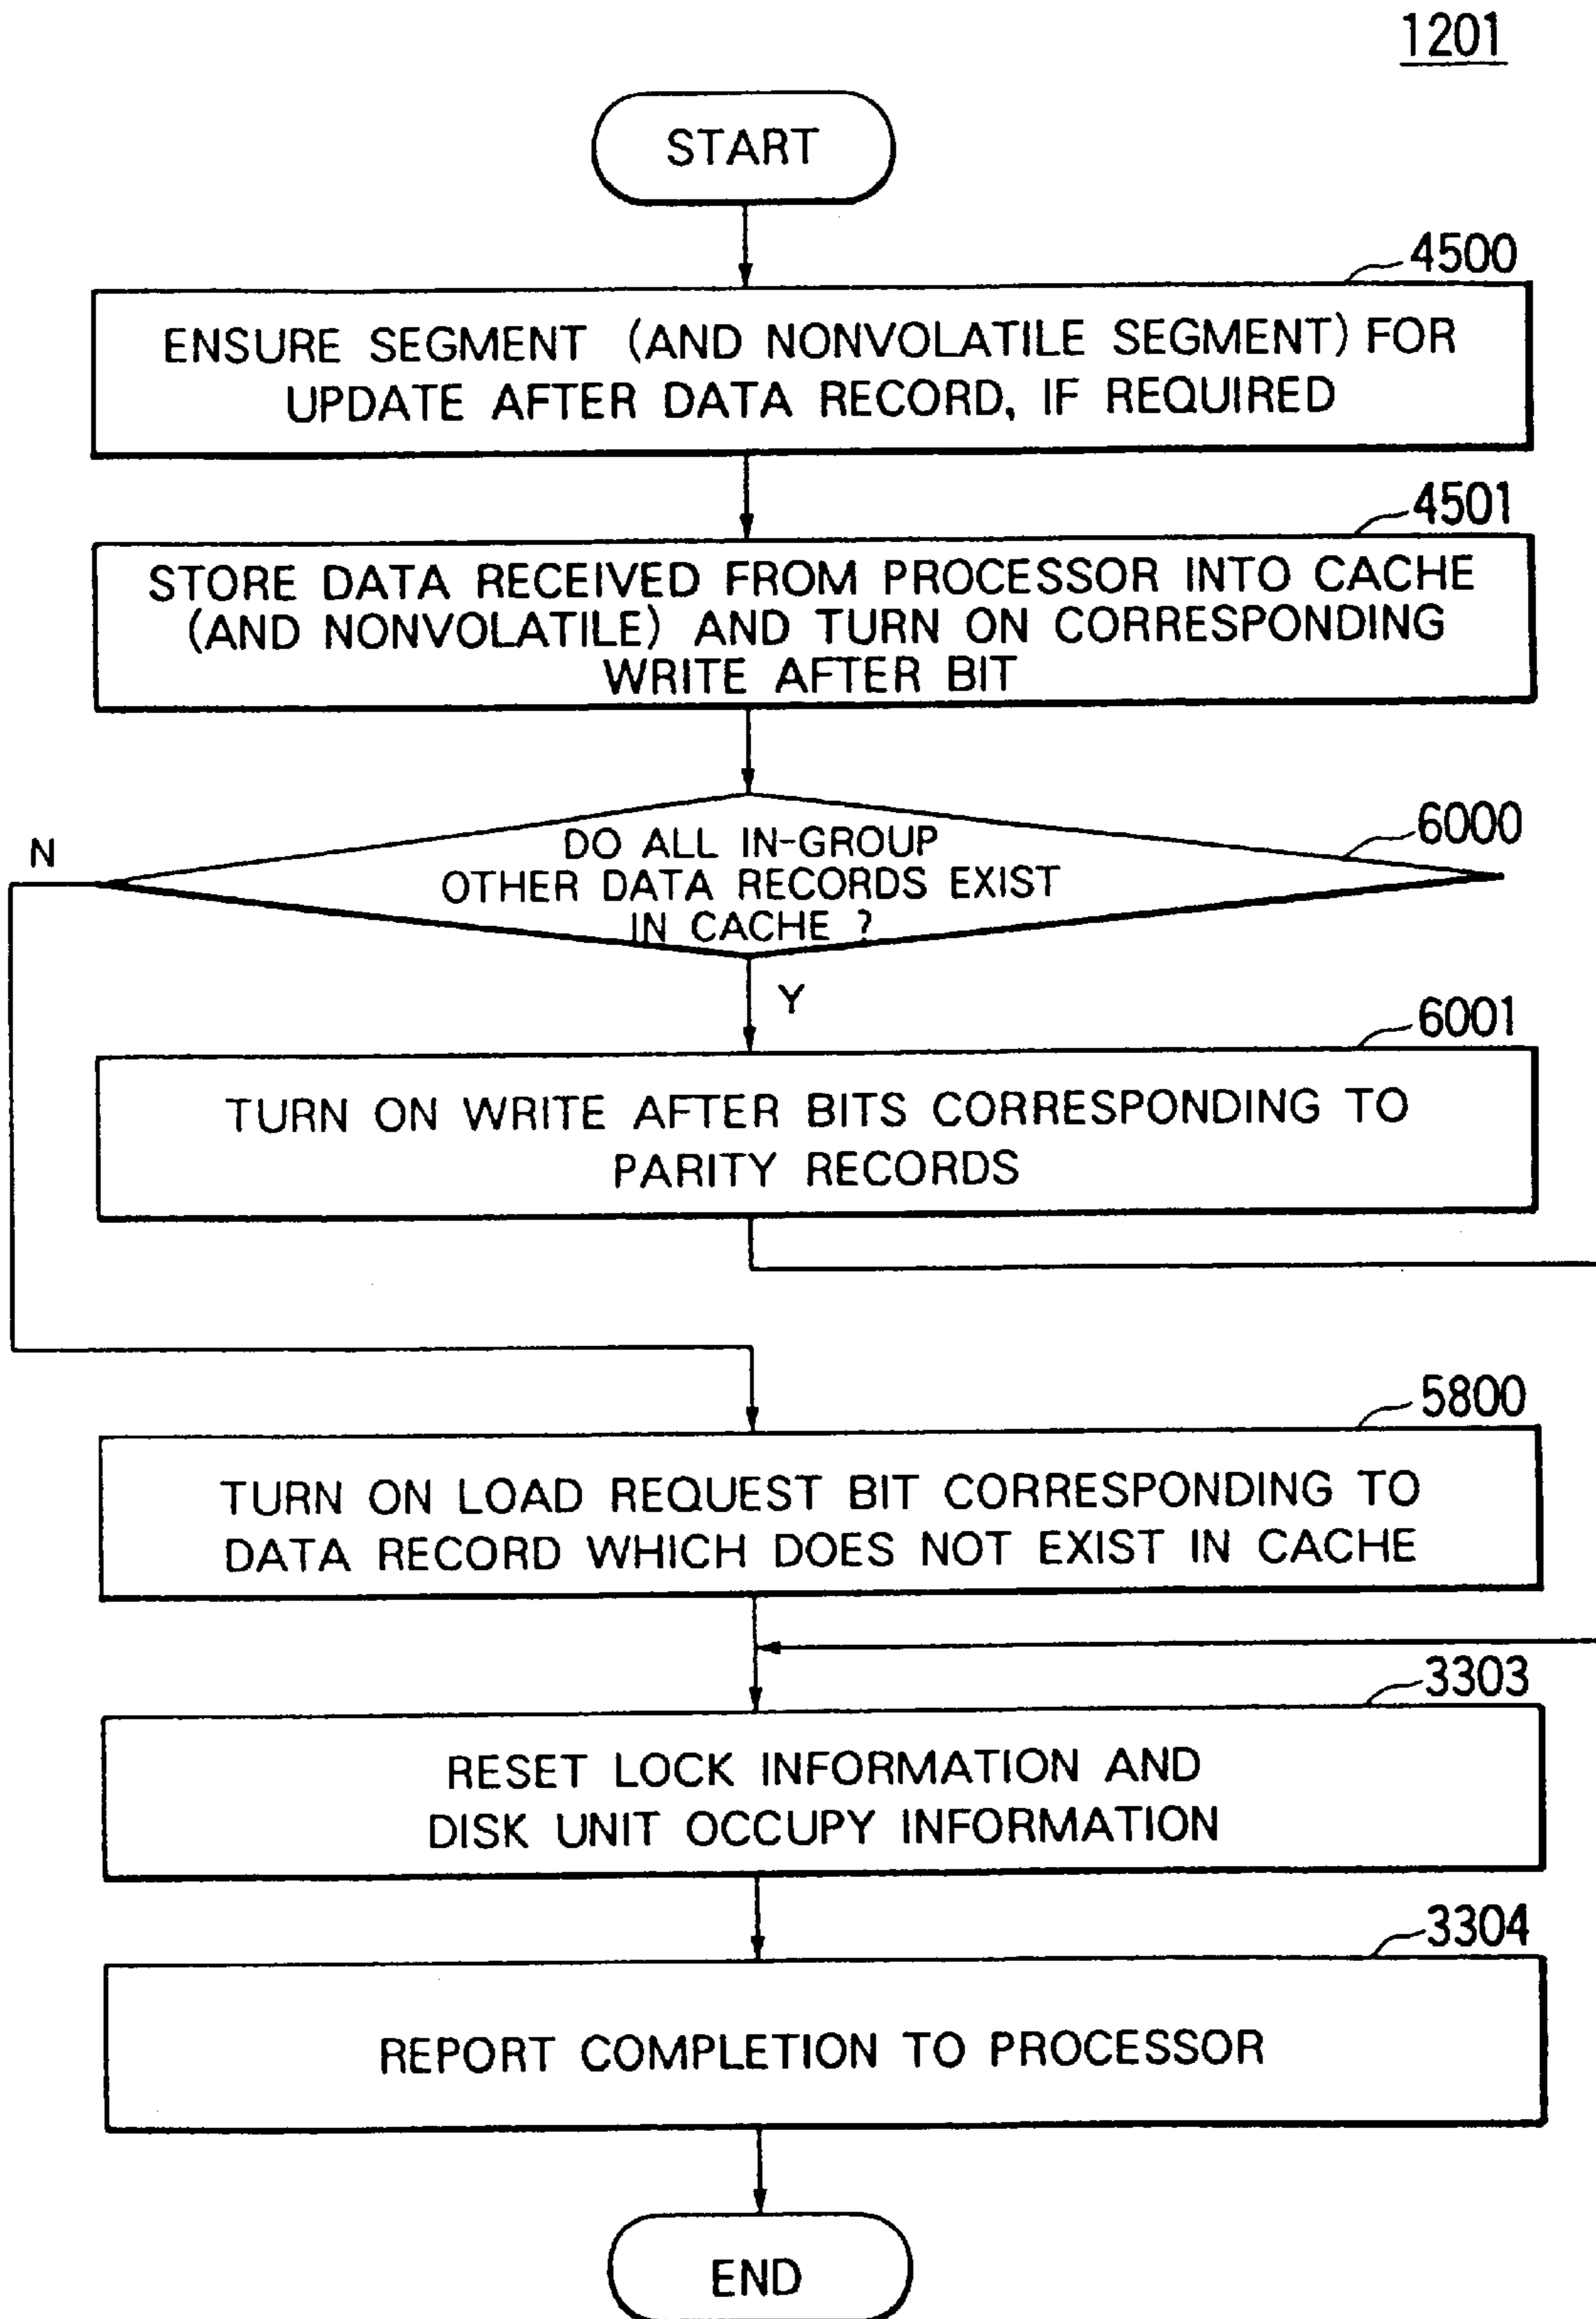 1201
START
4500
ENSURE SEGMENT (AND NONVOLATILE SEGMENT) FOR
UPDATE AFTER DATA RECORD, IF REQUIRED
4501
STORE DATA RECEIVED FROM PROCESSOR INTO CACHE
(AND NONVOLATILE) AND TURN ON CORRESPONDING
WRITE AFTER BIT
6000
N
DO ALL IN-GROUP
OTHER DATA RECORDS EXIST
IN CACHE ?
Y
6001
TURN ON WRITE AFTER BITS CORRESPONDING TO
PARITY RECORDS
5800
TURN ON LOAD REQUEST BIT CORRESPONDING TO
DATA RECORD WHICH DOES NOT EXIST IN CACHE
3303
RESET LOCK INFORMATION AND
DISK UNIT OCCUPY INFORMATION
3304
REPORT COMPLETION TO PROCESSOR
END